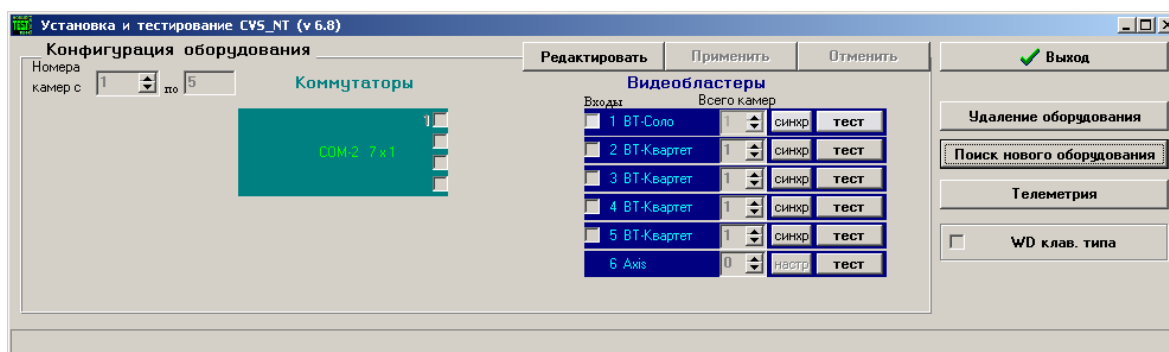 Установка и тестирование CVS_NT (v 6.8)
Конфигурация оборудования
Редактировать Применить Отменить
Выход
Номера
камер с 1 по 5
Коммутаторы
Видеобластеры
Входы Всего камер
1
COM-2 7 x 1
1 BT-Соло 1 синхр тест
2 BT-Квартет 1 синхр тест
3 BT-Квартет 1 синхр тест
4 BT-Квартет 1 синхр тест
5 BT-Квартет 1 синхр тест
6 Axis 0 настр тест
Удаление оборудования
Поиск нового оборудования
Телеметрия
WD клав. типа